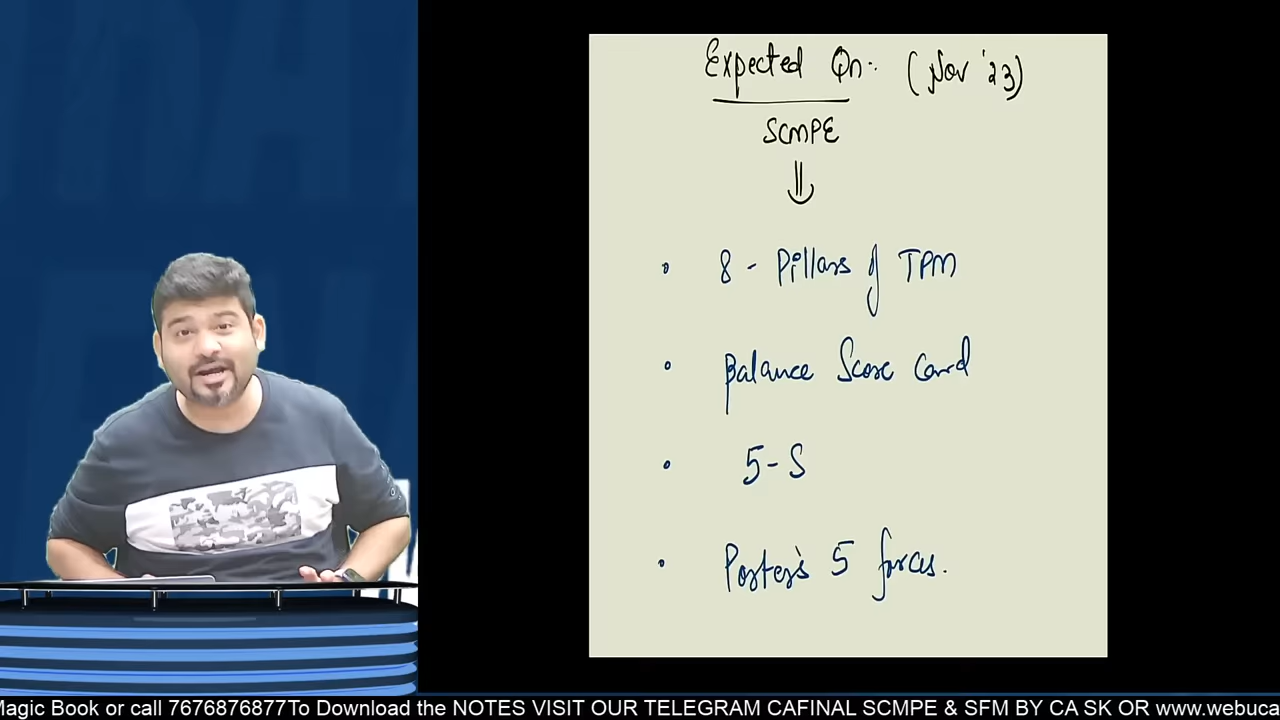 Expected Qn:. (Nov '23)
SCMPE
• 8 - Pillars of TPM
• Balance Score Card
• 5-S
• Porter's 5 forces.
Magic Book or call 7676876877To Download the NOTES VISIT OUR TELEGRAM CAFINAL SCMPE & SFM BY CA SK OR www.webuca